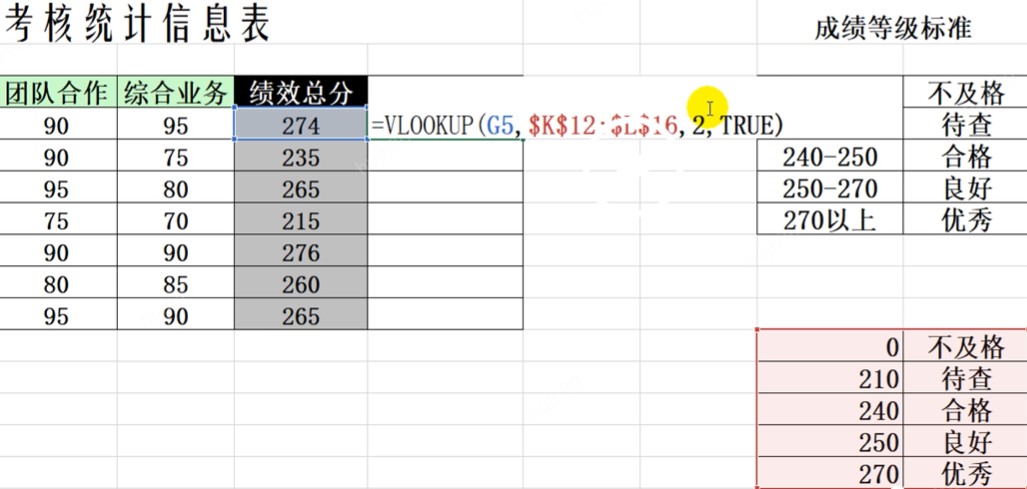 考核统计信息表
成绩等级标准
团队合作 综合业务 绩效总分 不及格
90 95 274 =VLOOKUP(G5,$K$12:$L$16,2,TRUE) 待查
90 75 235 240-250 合格
95 80 265 250-270 良好
75 70 215 270以上 优秀
90 90 276
80 85 260
95 90 265
0 不及格
210 待查
240 合格
250 良好
270 优秀